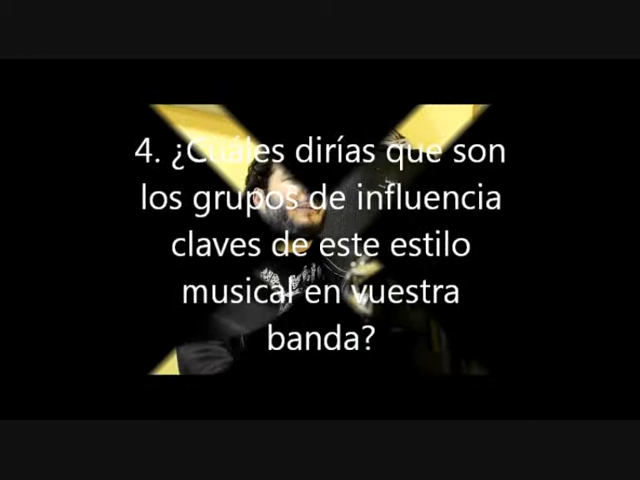 4. ¿Cuáles dirías que son
los grupos de influencia
claves de este estilo
musical en vuestra
banda?